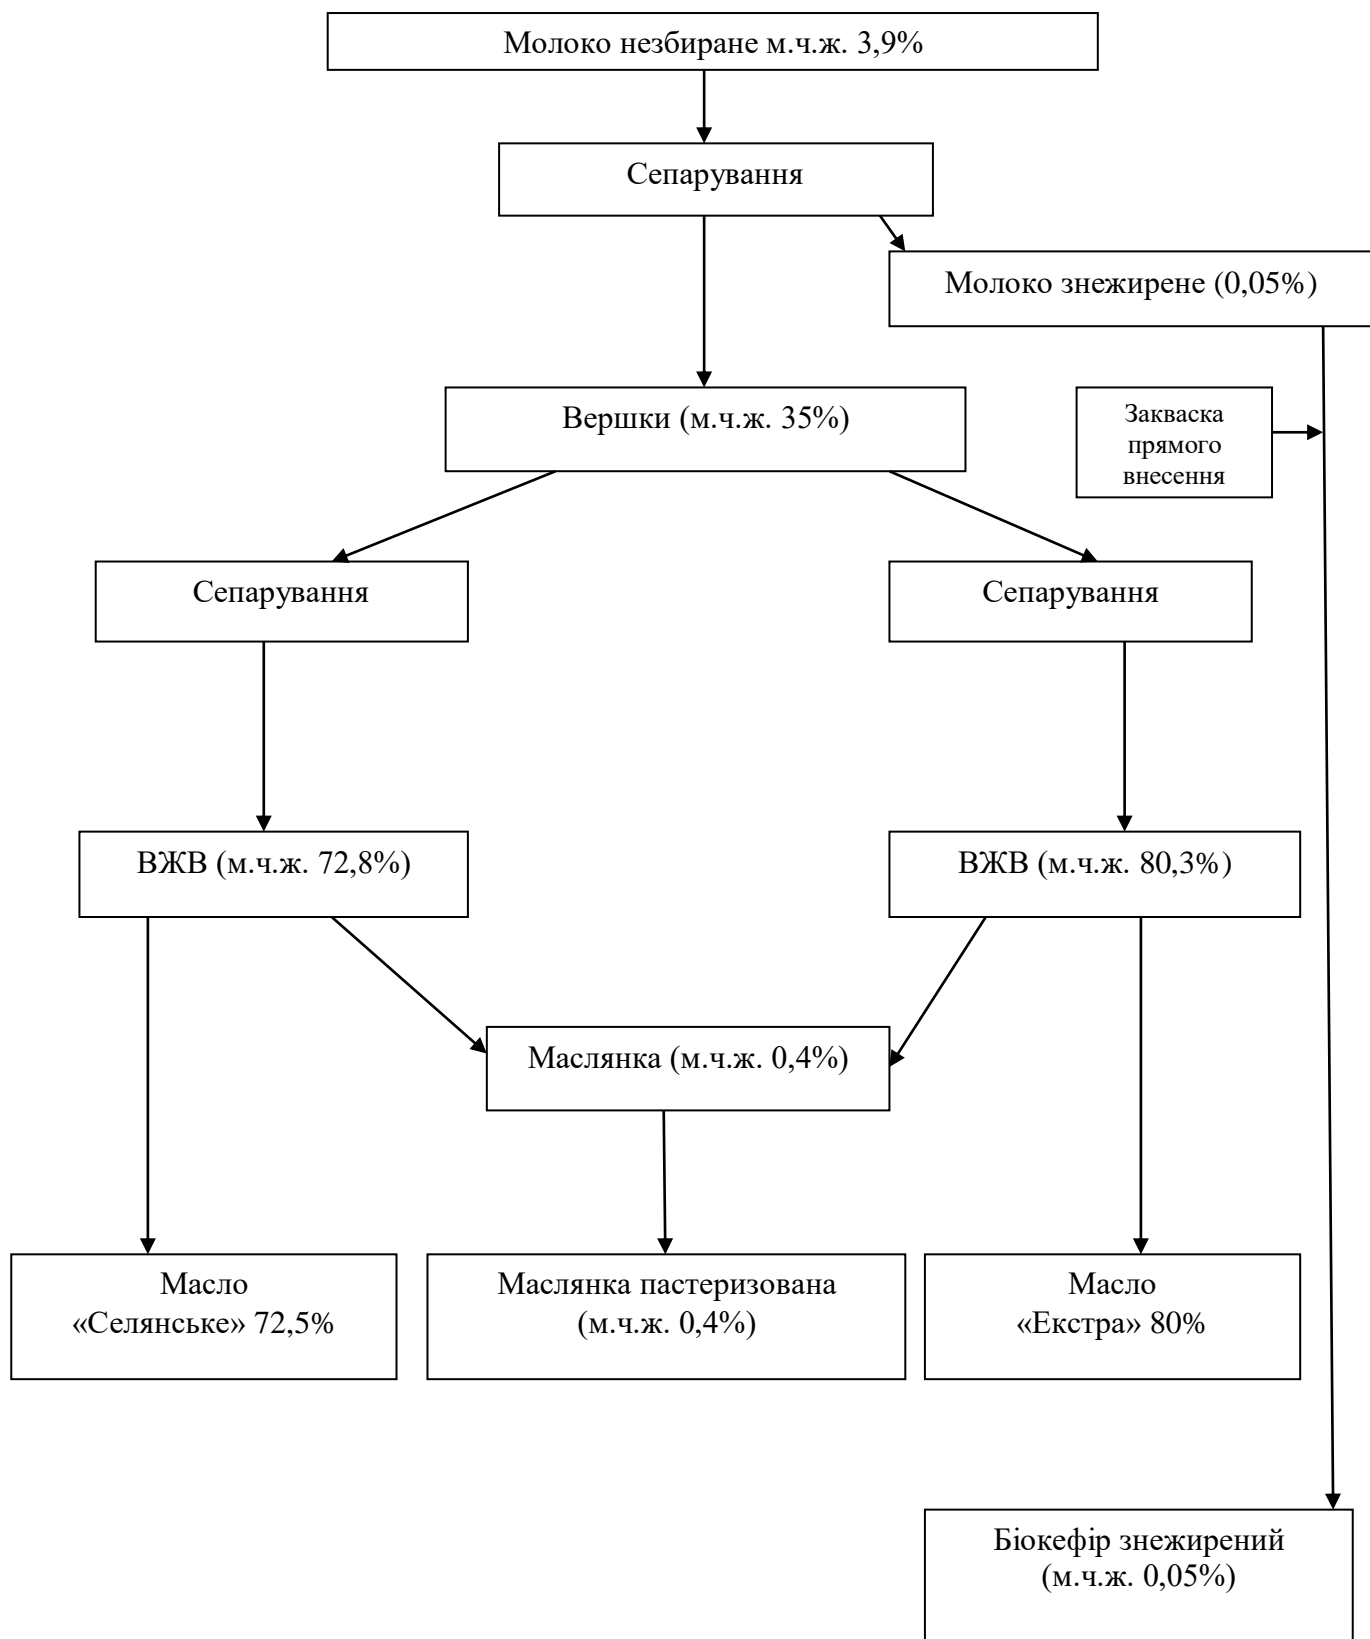 Молоко незбиране м.ч.ж. 3,9%
Сепарування
Молоко знежирене (0,05%)
Вершки (м.ч.ж. 35%)
Закваска
прямого
внесення
Сепарування
Сепарування
ВЖВ (м.ч.ж. 72,8%)
ВЖВ (м.ч.ж. 80,3%)
Маслянка (м.ч.ж. 0,4%)
Масло
«Селянське» 72,5%
Маслянка пастеризована
(м.ч.ж. 0,4%)
Масло
«Екстра» 80%
Біокефір знежирений
(м.ч.ж. 0,05%)